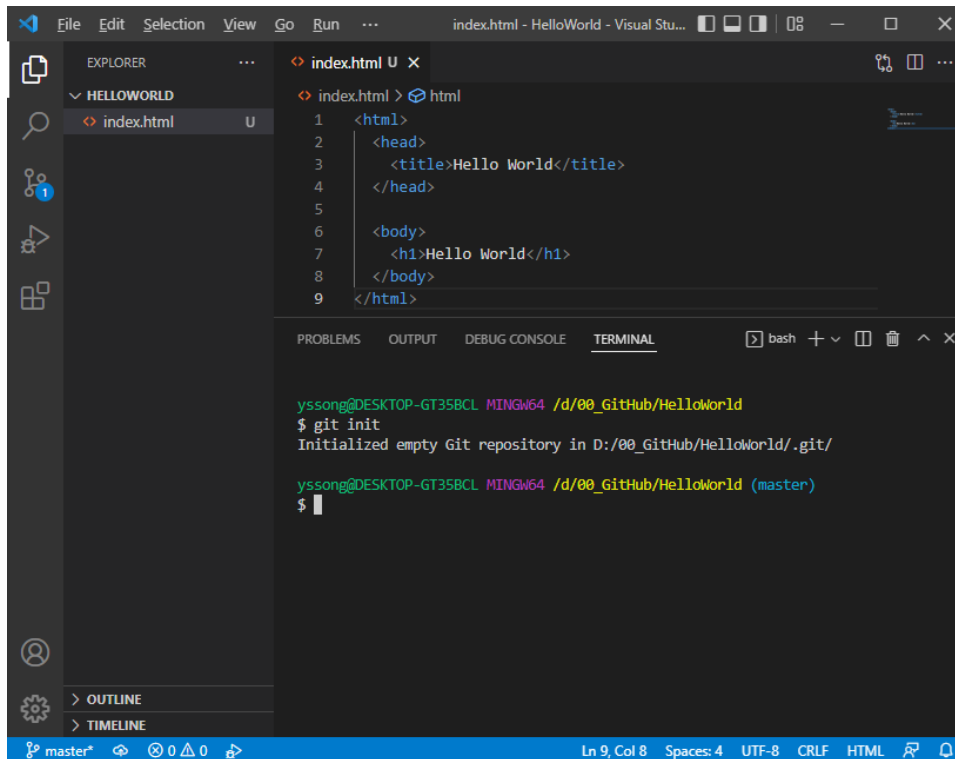 File Edit Selection View Go Run ··· index.html - HelloWorld - Visual Stu...
EXPLORER ···
HELLOWORLD
index.html U
index.html U
index.html > html
1 <html>
2 <head>
3 <title>Hello World</title>
4 </head>
5
6 <body>
7 <h1>Hello World</h1>
8 </body>
9 </html>
PROBLEMS OUTPUT DEBUG CONSOLE TERMINAL bash
yssong@DESKTOP-GT35BCL MINGW64 /d/00_GitHub/HelloWorld
$ git init
Initialized empty Git repository in D:/00_GitHub/HelloWorld/.git/
yssong@DESKTOP-GT35BCL MINGW64 /d/00_GitHub/HelloWorld (master)
$
1
OUTLINE
TIMELINE
master* 0 0 Ln 9, Col 8 Spaces: 4 UTF-8 CRLF HTML